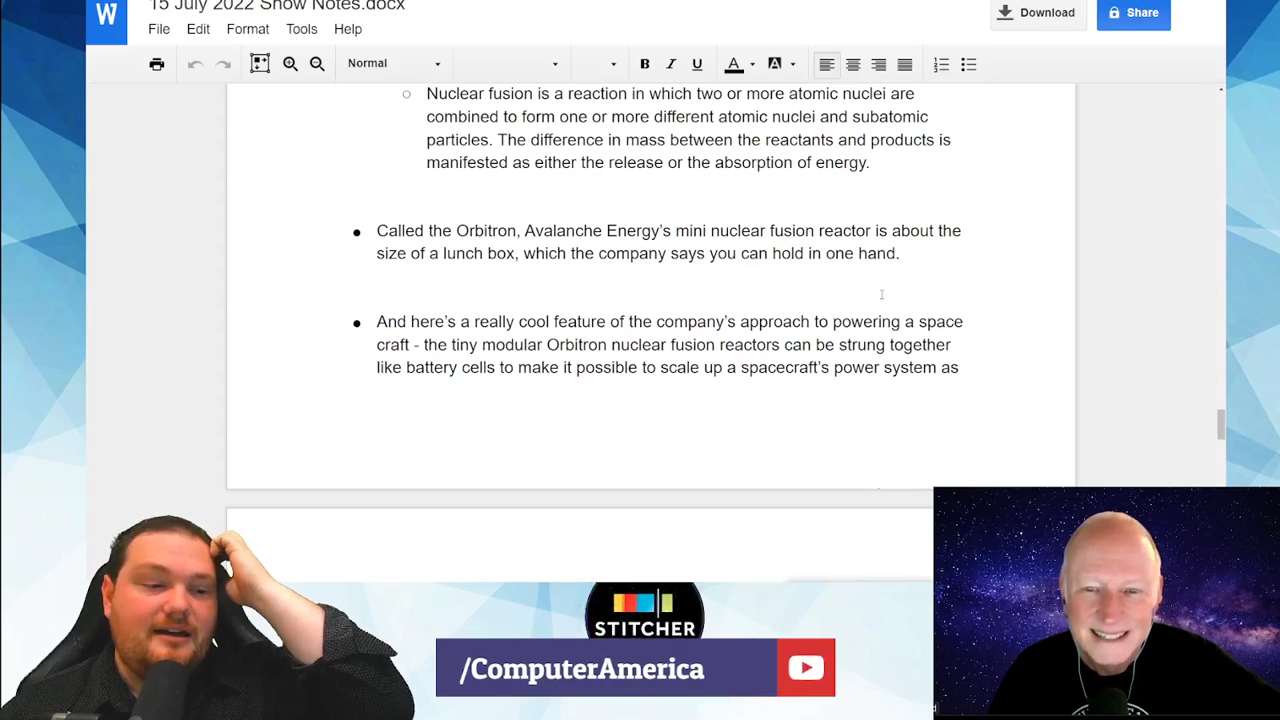 15 July 2022 Show Notes.docx
W
File Edit Format Tools Help
Download
Share
Normal
B I U A A
Nuclear fusion is a reaction in which two or more atomic nuclei are
combined to form one or more different atomic nuclei and subatomic
particles. The difference in mass between the reactants and products is
manifested as either the release or the absorption of energy.
Called the Orbitron, Avalanche Energy’s mini nuclear fusion reactor is about the
size of a lunch box, which the company says you can hold in one hand.
And here’s a really cool feature of the company’s approach to powering a space
craft - the tiny modular Orbitron nuclear fusion reactors can be strung together
like battery cells to make it possible to scale up a spacecraft’s power system as
STITCHER
/ComputerAmerica